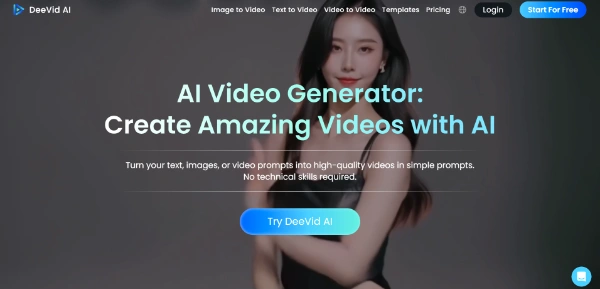 DeeVid AI
Image to Video Text to Video Video to Video Templates Pricing Login Start For Free
AI Video Generator:
Create Amazing Videos with AI
Turn your text, images, or video prompts into high-quality videos in simple prompts.
No technical skills required.
Try DeeVid AI